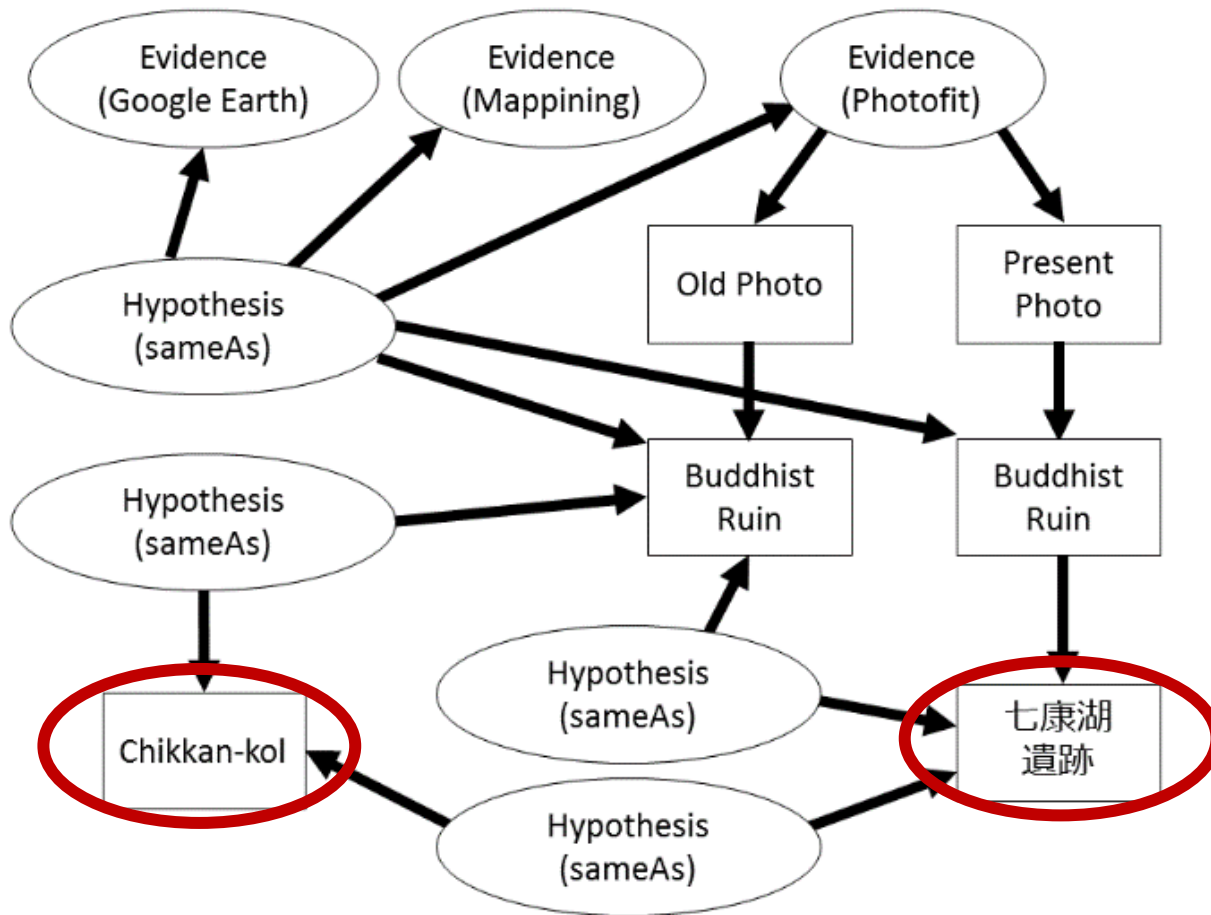 Evidence
(Google Earth)
Evidence
(Mappining)
Evidence
(Photofit)
Hypothesis
(sameAs)
Old Photo
Present
Photo
Hypothesis
(sameAs)
Buddhist
Ruin
Buddhist
Ruin
Chikkan-kol
Hypothesis
(sameAs)
七康湖
遺跡
Hypothesis
(sameAs)